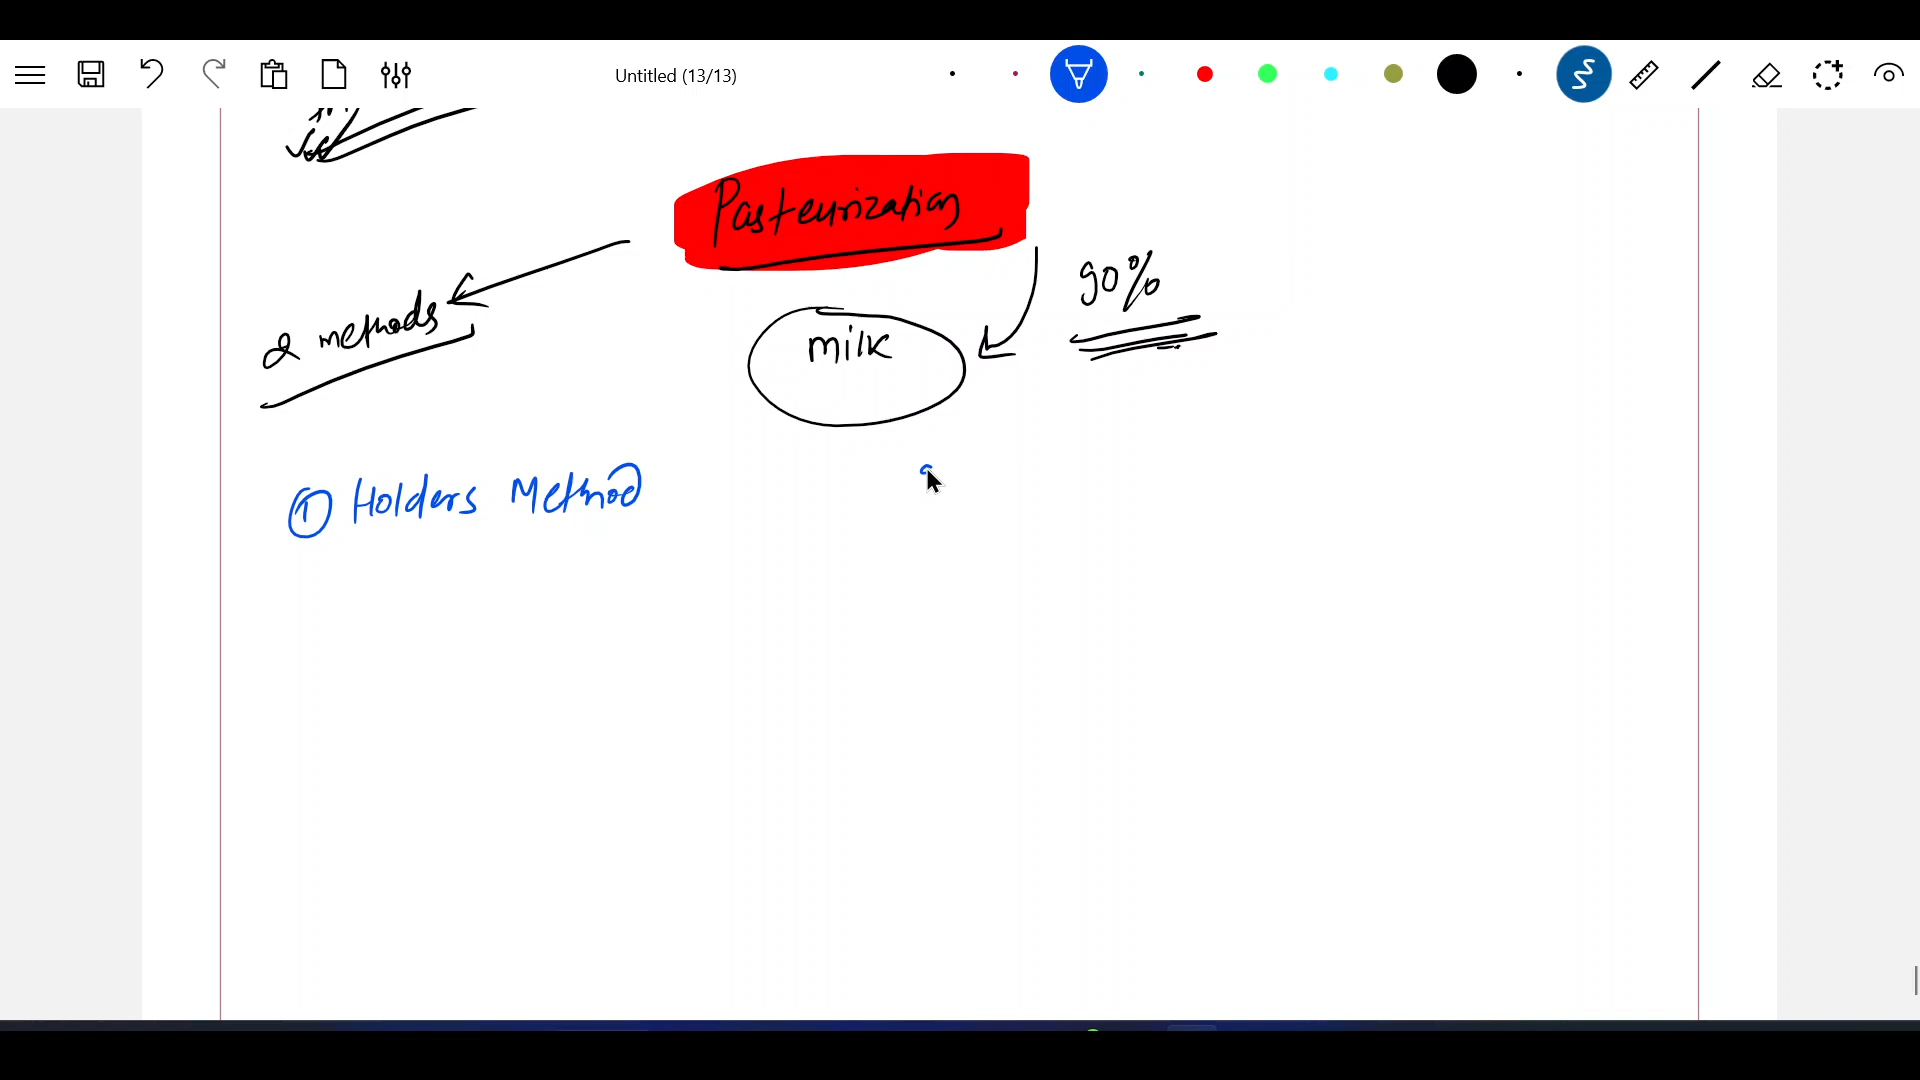 Untitled (13/13)
Pasteurization
90%
2 methods
milk
① Holders Method